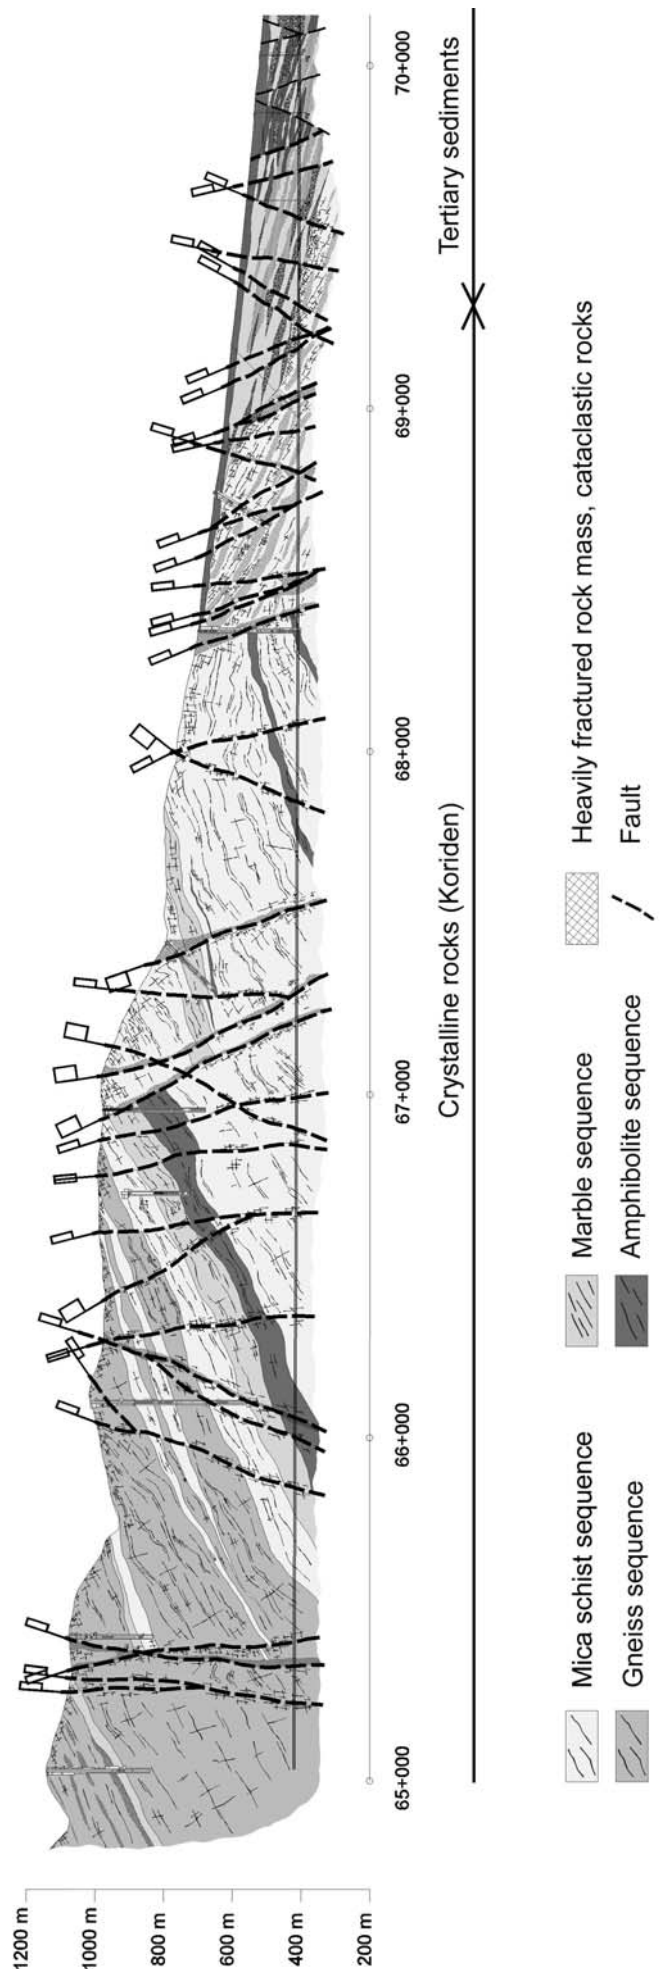 1200 m
1000 m
800 m
600 m
400 m
200 m
65+000
66+000
67+000
68+000
69+000
70+000
Crystalline rocks (Koriden)
Tertiary sediments
Mica schist sequence
Marble sequence
Heavily fractured rock mass, cataclastic rocks
Gneiss sequence
Amphibolite sequence
Fault